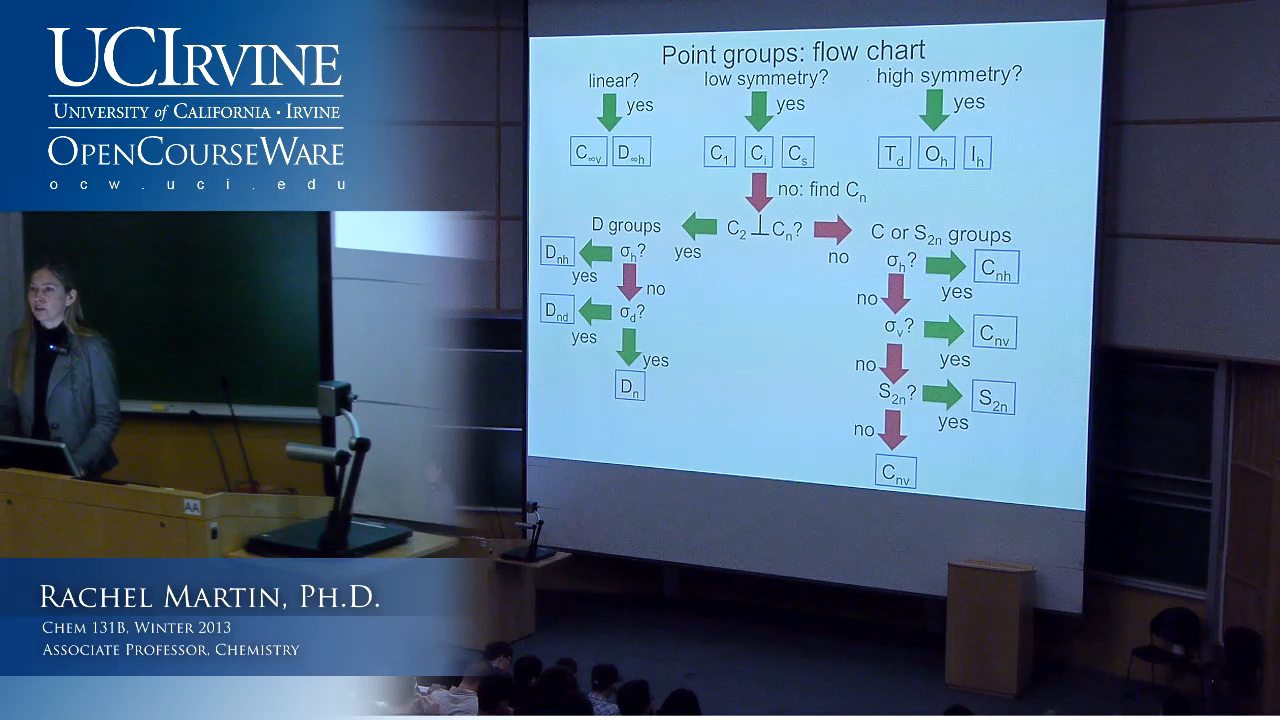 UCIRVINE
UNIVERSITY of CALIFORNIA • IRVINE
OPENCOURSEWARE
ocw.uci.edu
Point groups: flow chart
linear? low symmetry? high symmetry?
yes yes yes
C∞v D∞h C1 Ci Cs Td Oh Ih
no: find Cn
D groups C2 ⊥ Cn? C or S2n groups
yes no
Dnh σh? σh? Cnh
yes no no yes
Dnd σd? σv? Cnv
yes yes no yes
Dn S2n? S2n
no yes
Cnv
AA
RACHEL MARTIN, PH.D.
CHEM 131B, WINTER 2013
ASSOCIATE PROFESSOR, CHEMISTRY